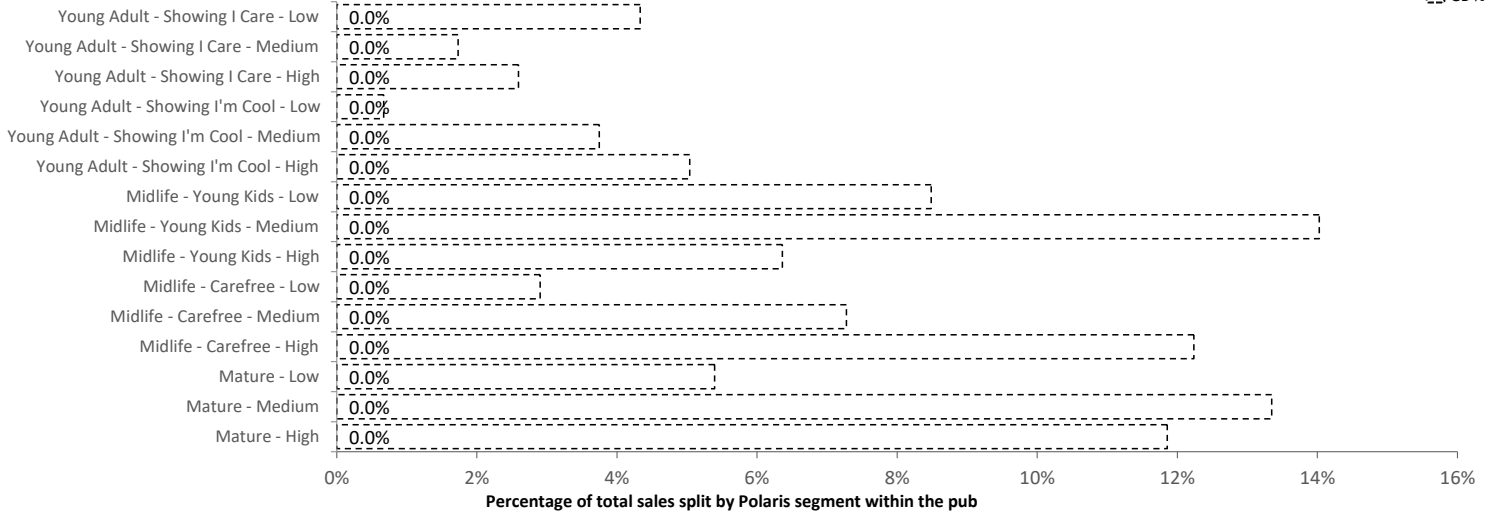 Young Adult - Showing I Care - Low 0.0%
Young Adult - Showing I Care - Medium 0.0%
Young Adult - Showing I Care - High 0.0%
Young Adult - Showing I'm Cool - Low 0.0%
Young Adult - Showing I'm Cool - Medium 0.0%
Young Adult - Showing I'm Cool - High 0.0%
Midlife - Young Kids - Low 0.0%
Midlife - Young Kids - Medium 0.0%
Midlife - Young Kids - High 0.0%
Midlife - Carefree - Low 0.0%
Midlife - Carefree - Medium 0.0%
Midlife - Carefree - High 0.0%
Mature - Low 0.0%
Mature - Medium 0.0%
Mature - High 0.0%
0% 2% 4% 6% 8% 10% 12% 14% 16%
Percentage of total sales split by Polaris segment within the pub